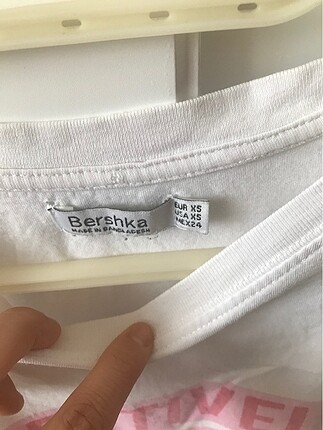 Bershka
MADE IN BANGLADESH
EUR XS
USA XS
MEX24